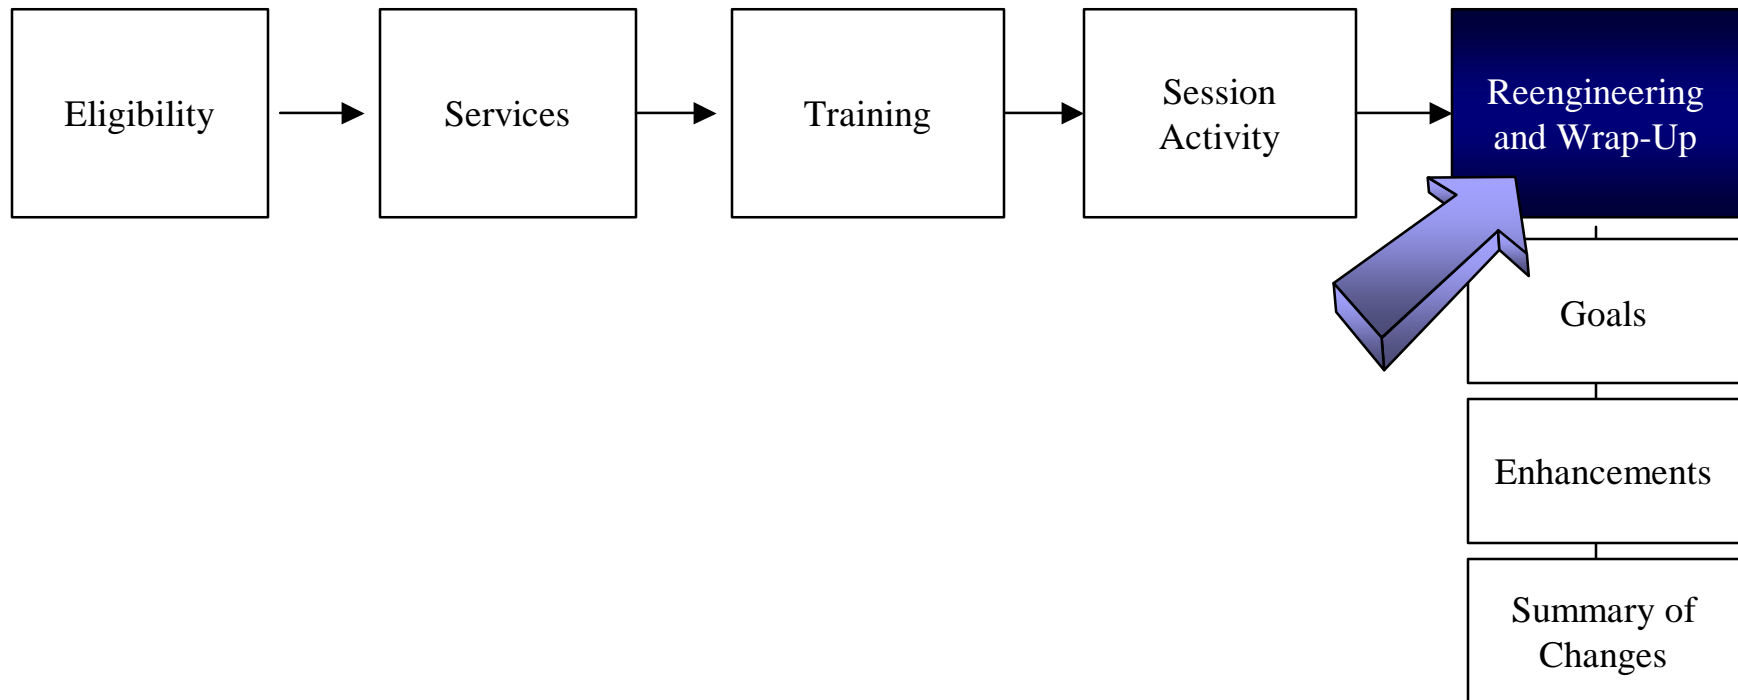 Eligibility
Services
Training
Session
Activity
Reengineering
and Wrap-Up
Goals
Enhancements
Summary of
Changes